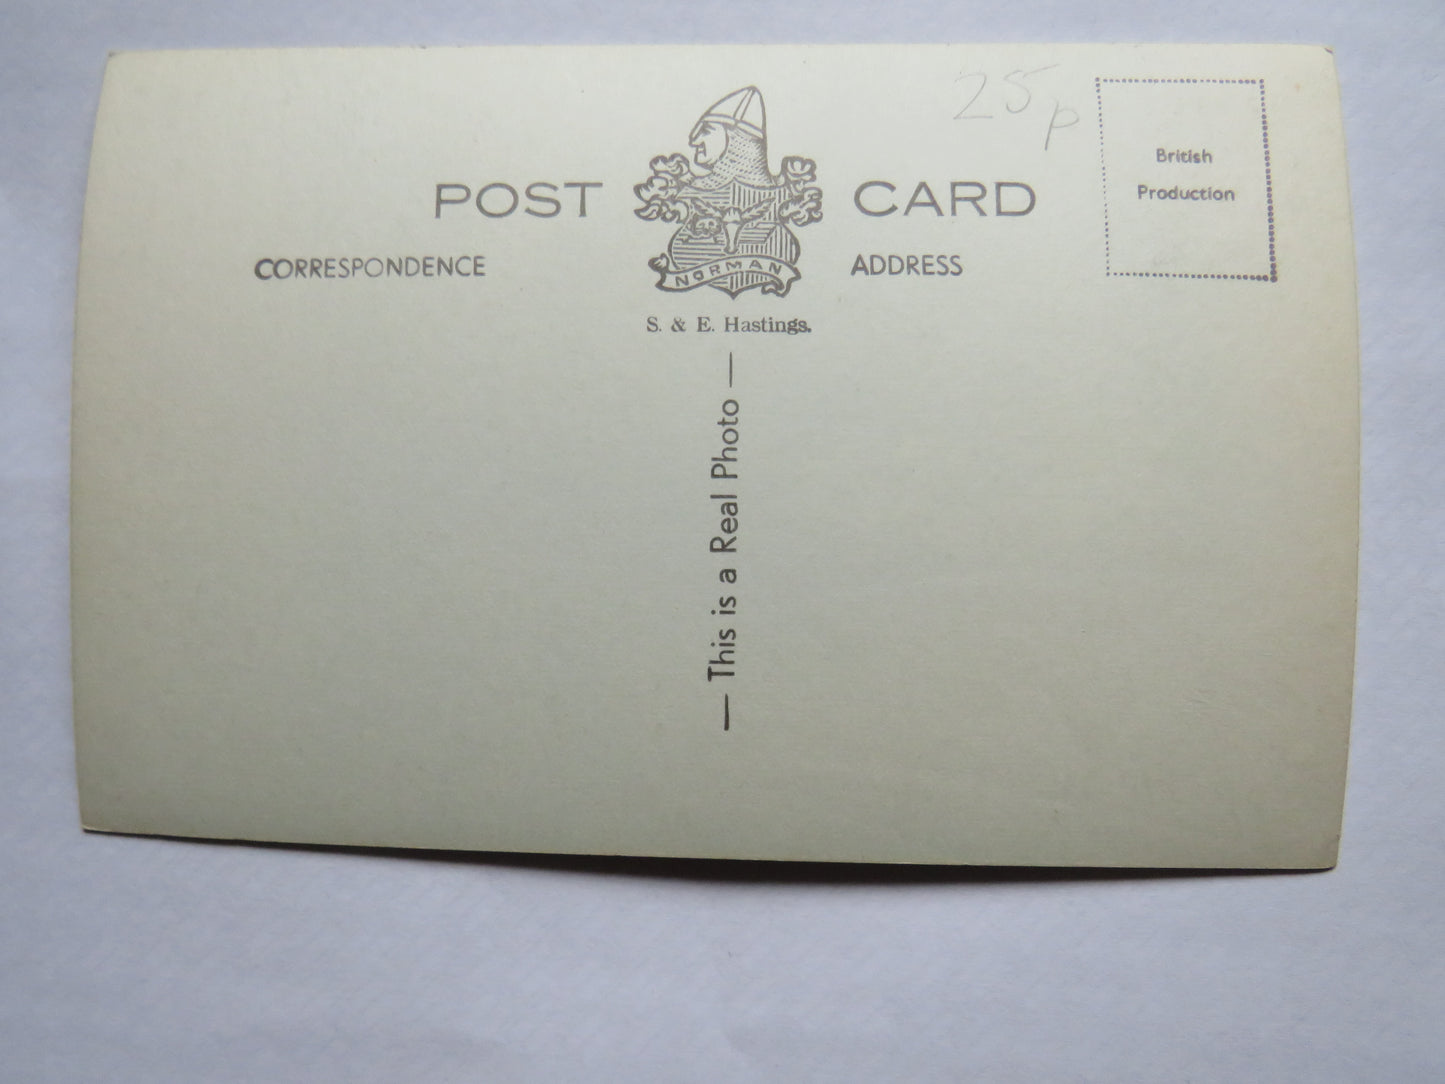 25p
British
Production
POST CARD
CORRESPONDENCE
ADDRESS
NORMAN
S. & E. Hastings.
— This is a Real Photo —